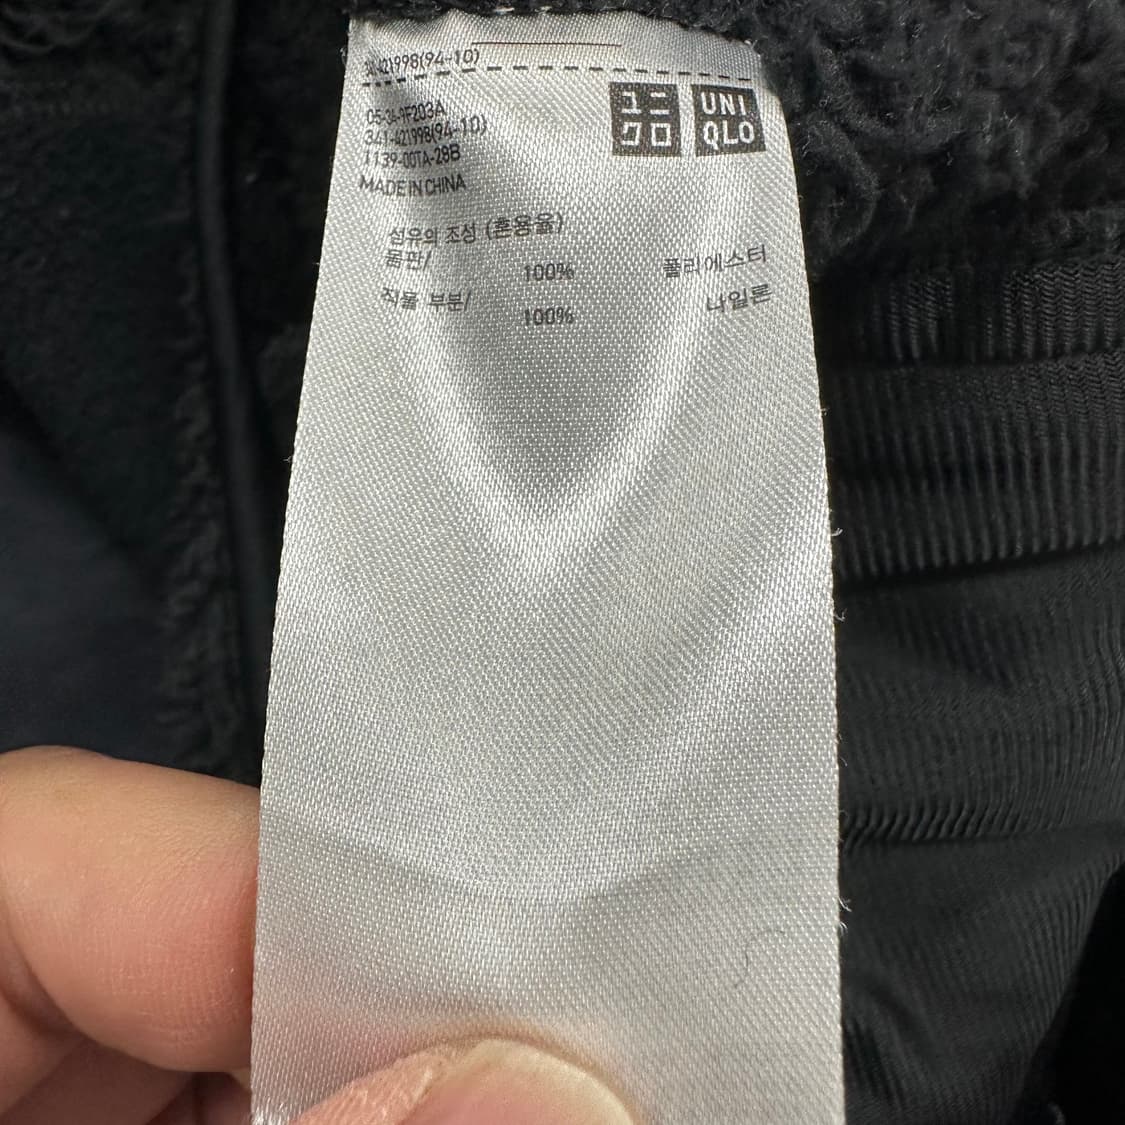 341-421998(94-10)
ユニ
クロ
UNI
QLO
05-34-9F203A
341-421998(94-10)
1139-00TA-28B
MADE IN CHINA
섬유의 조성 (혼용율)
몸판/
100% 폴리에스터
직물 부분/
100% 나일론